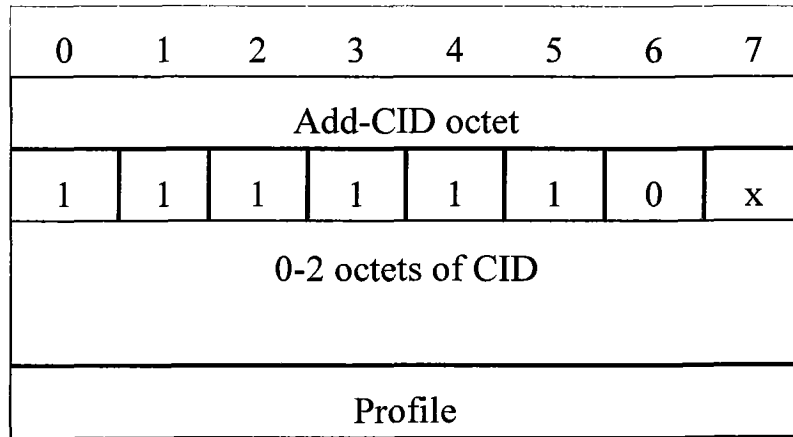 0 1 2 3 4 5 6 7
Add-CID octet
1 1 1 1 1 1 0 x
0-2 octets of CID
Profile